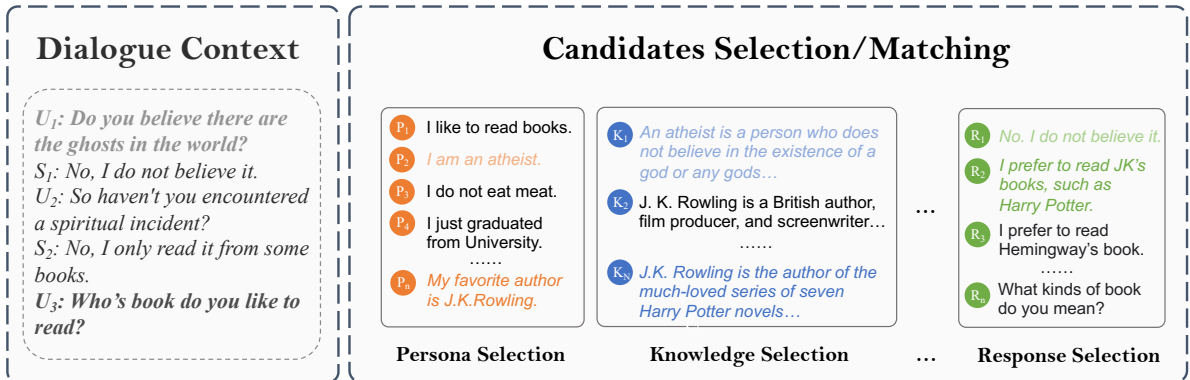 Dialogue Context
U1: Do you believe there are
the ghosts in the world?
S1: No, I do not believe it.
U2: So haven't you encountered
a spiritual incident?
S2: No, I only read it from some
books.
U3: Who's book do you like to
read?
Candidates Selection/Matching
P1 I like to read books.
P2 I am an atheist.
P3 I do not eat meat.
P4 I just graduated
from University.
......
Pn My favorite author
is J.K.Rowling.
Persona Selection
K1 An atheist is a person who does
not believe in the existence of a
god or any gods…
K2 J. K. Rowling is a British author,
film producer, and screenwriter…
......
KN J.K. Rowling is the author of the
much-loved series of seven
Harry Potter novels…
Knowledge Selection
...
...
R1 No. I do not believe it.
R2 I prefer to read JK's
books, such as
Harry Potter.
R3 I prefer to read
Hemingway's book.
......
Rn What kinds of book
do you mean?
Response Selection